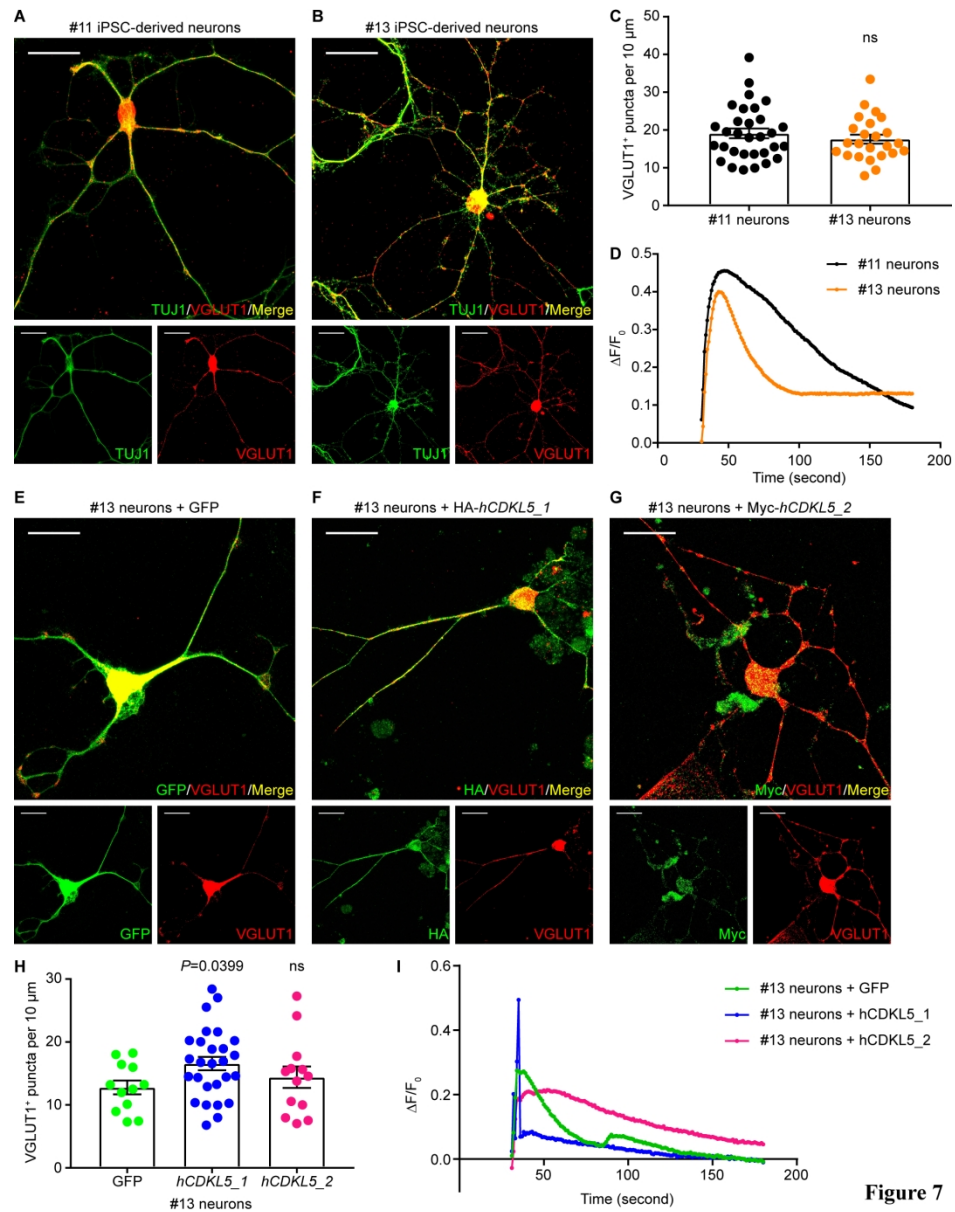 A
#11 iPSC-derived neurons
TUJ1/VGLUT1/Merge
TUJ1
VGLUT1
B
#13 iPSC-derived neurons
TUJ1/VGLUT1/Merge
TUJ1
VGLUT1
C
VGLUT1⁺ puncta per 10 µm
50
40
30
20
10
0
ns
#11 neurons
#13 neurons
D
ΔF/F₀
0.5
0.4
0.3
0.2
0.1
0.0
0
50
100
150
200
Time (second)
#11 neurons
#13 neurons
E
#13 neurons + GFP
GFP/VGLUT1/Merge
GFP
VGLUT1
F
#13 neurons + HA-hCDKL5_1
HA/VGLUT1/Merge
HA
VGLUT1
G
#13 neurons + Myc-hCDKL5_2
Myc/VGLUT1/Merge
Myc
VGLUT1
H
VGLUT1⁺ puncta per 10 µm
30
20
10
0
P=0.0399
ns
GFP
hCDKL5_1
hCDKL5_2
#13 neurons
I
ΔF/F₀
0.6
0.4
0.2
0.0
50
100
150
200
Time (second)
#13 neurons + GFP
#13 neurons + hCDKL5_1
#13 neurons + hCDKL5_2
Figure 7